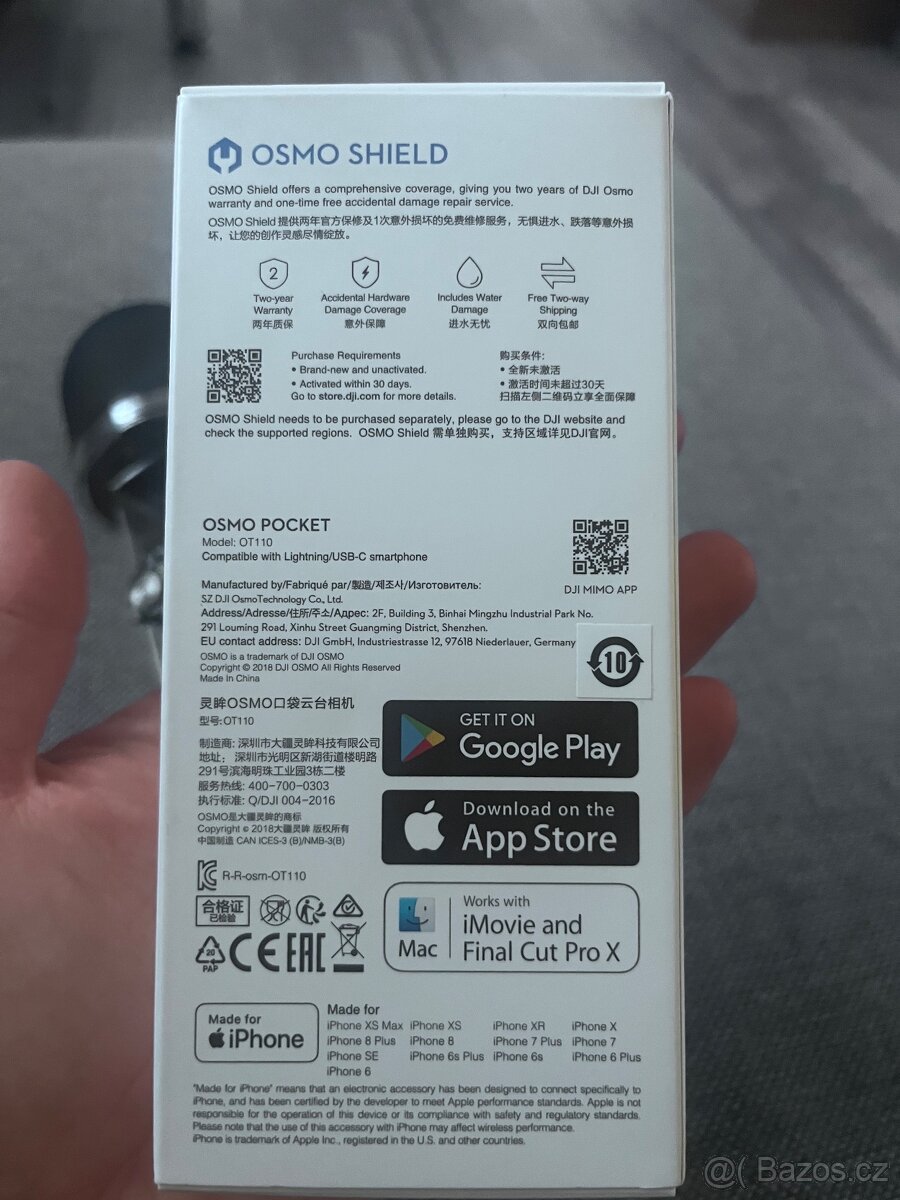 OSMO SHIELD
OSMO Shield offers a comprehensive coverage, giving you two years of DJI Osmo
warranty and one-time free accidental damage repair service.
OSMO Shield 提供两年官方保修及1次意外损坏的免费维修服务，无惧进水、跌落等意外损
坏，让您的创作灵感尽情绽放。
2
Two-year
Warranty
两年质保
Accidental Hardware
Damage Coverage
意外保障
Includes Water
Damage
进水无忧
Free Two-way
Shipping
双向包邮
Purchase Requirements
• Brand-new and unactivated.
• Activated within 30 days.
Go to store.dji.com for more details.
购买条件:
• 全新未激活
• 激活时间未超过30天
扫描左侧二维码立享全面保障
OSMO Shield needs to be purchased separately, please go to the DJI website and
check the supported regions. OSMO Shield 需单独购买，支持区域详见DJI官网。
OSMO POCKET
Model: OT110
Compatible with Lightning/USB-C smartphone
DJI MIMO APP
Manufactured by/Fabriqué par/製造/제조사/Изготовитель:
SZ DJI OsmoTechnology Co., Ltd.
Address/Adresse/住所/주소/Адрес: 2F, Building 3, Binhai Mingzhu Industrial Park No.
291 Louming Road, Xinhu Street Guangming District, Shenzhen.
EU contact address: DJI GmbH, Industriestrasse 12, 97618 Niederlauer, Germany
OSMO is a trademark of DJI OSMO
Copyright © 2018 DJI OSMO All Rights Reserved
Made In China
10
灵眸OSMO口袋云台相机
型号: OT110
制造商: 深圳市大疆灵眸科技有限公司
地址: 深圳市光明区新湖街道楼明路
291号滨海明珠工业园3栋二楼
服务热线: 400-700-0303
执行标准: Q/DJI 004-2016
OSMO是大疆灵眸的商标
Copyright © 2018大疆灵眸 版权所有
中国制造 CAN ICES-3 (B)/NMB-3(B)
GET IT ON
Google Play
Download on the
App Store
R-R-osm-OT110
合格证
已检验
20
PAP
CE EAC
Mac
Works with
iMovie and
Final Cut Pro X
Made for
iPhone
Made for
iPhone XS Max iPhone XS iPhone XR iPhone X
iPhone 8 Plus iPhone 8 iPhone 7 Plus iPhone 7
iPhone SE iPhone 6s Plus iPhone 6s iPhone 6 Plus
iPhone 6
"Made for iPhone" means that an electronic accessory has been designed to connect specifically to
iPhone, and has been certified by the developer to meet Apple performance standards. Apple is not
responsible for the operation of this device or its compliance with safety and regulatory standards.
Please note that the use of this accessory with iPhone may affect wireless performance.
iPhone is trademark of Apple Inc., registered in the U.S. and other countries.
@( Bazos.cz